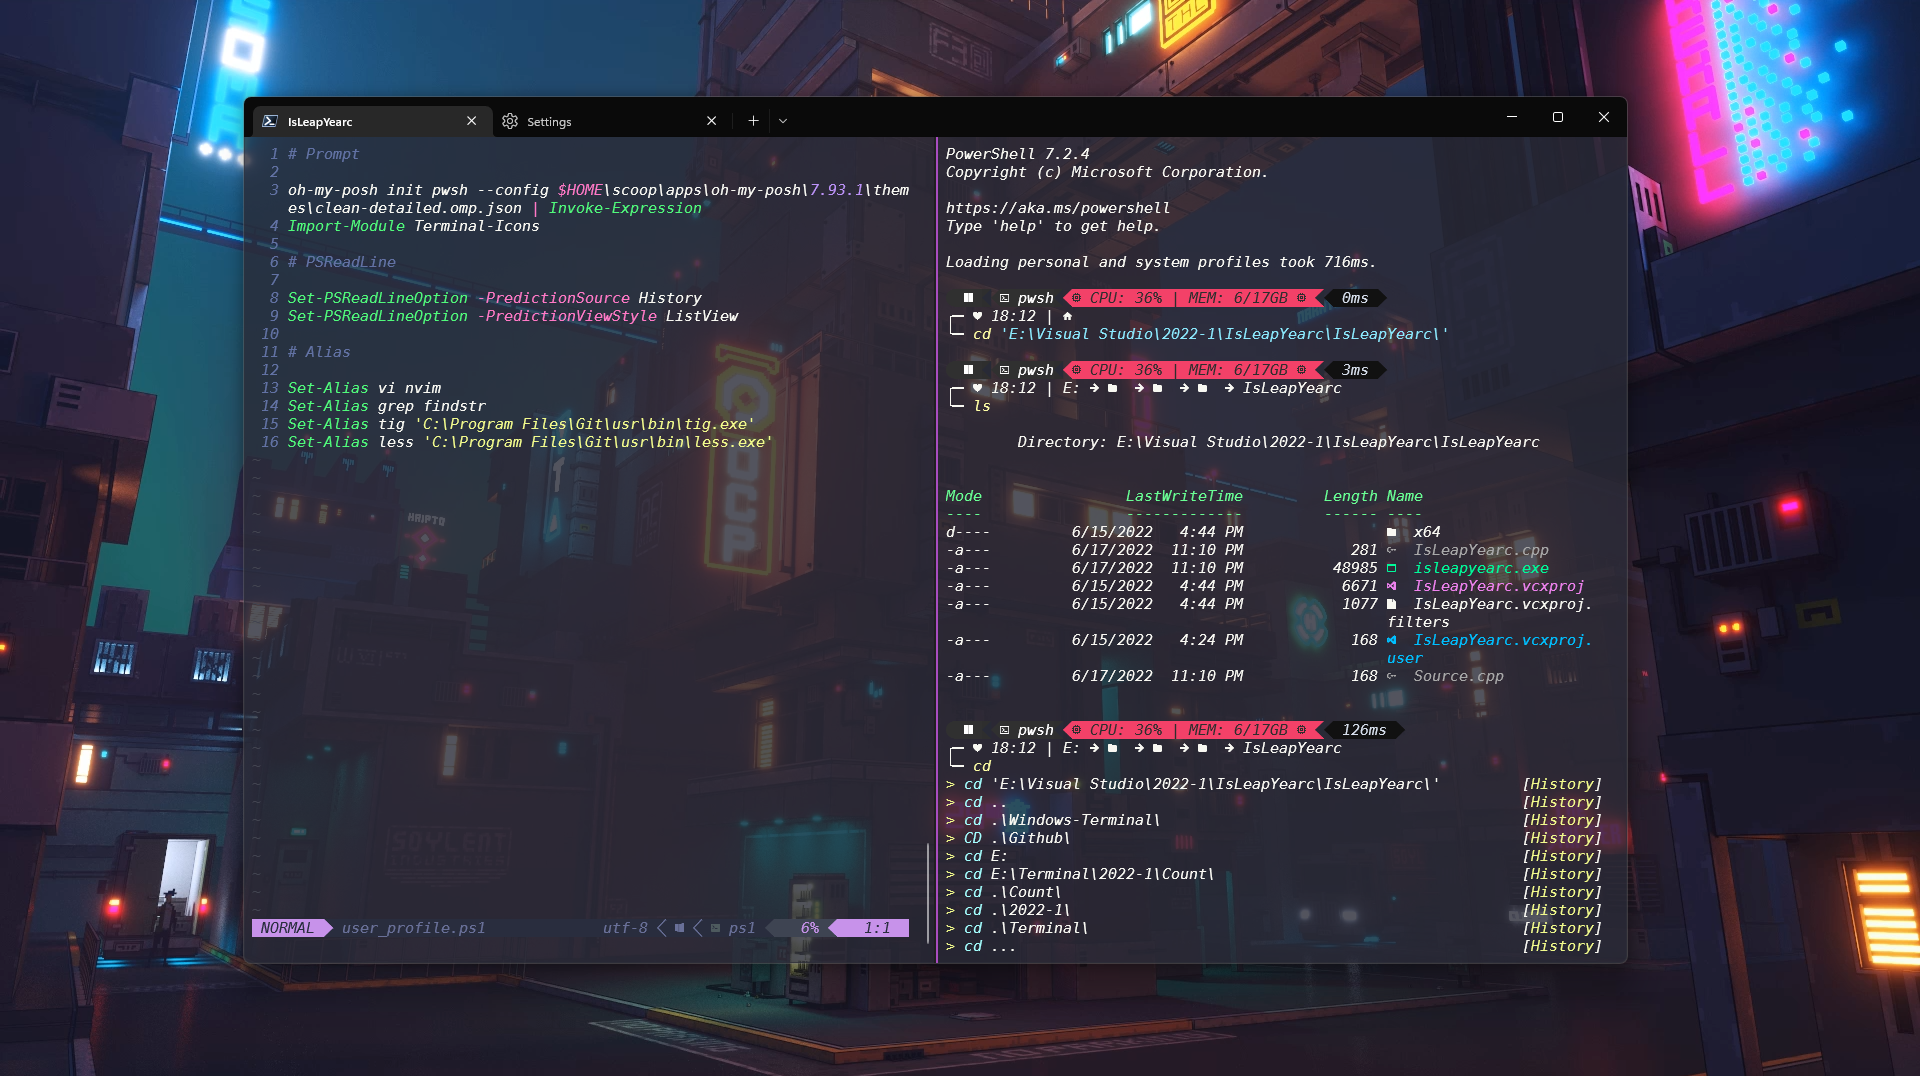 IsLeapYearc
Settings
1 # Prompt
2
3 oh-my-posh init pwsh --config $HOME\scoop\apps\oh-my-posh\7.93.1\them
es\clean-detailed.omp.json | Invoke-Expression
4 Import-Module Terminal-Icons
5
6 # PSReadLine
7
8 Set-PSReadLineOption -PredictionSource History
9 Set-PSReadLineOption -PredictionViewStyle ListView
10
11 # Alias
12
13 Set-Alias vi nvim
14 Set-Alias grep findstr
15 Set-Alias tig 'C:\Program Files\Git\usr\bin\tig.exe'
16 Set-Alias less 'C:\Program Files\Git\usr\bin\less.exe'
NORMAL user_profile.ps1 utf-8 ps1 6% 1:1
PowerShell 7.2.4
Copyright (c) Microsoft Corporation.
https://aka.ms/powershell
Type 'help' to get help.
Loading personal and system profiles took 716ms.
pwsh CPU: 36% | MEM: 6/17GB 0ms
18:12 |
cd 'E:\Visual Studio\2022-1\IsLeapYearc\IsLeapYearc\'
pwsh CPU: 36% | MEM: 6/17GB 3ms
18:12 | E: → → → → IsLeapYearc
ls
Directory: E:\Visual Studio\2022-1\IsLeapYearc\IsLeapYearc
Mode LastWriteTime Length Name
---- ------------- ------ ----
d---- 6/15/2022 4:44 PM x64
-a--- 6/17/2022 11:10 PM 281 IsLeapYearc.cpp
-a--- 6/17/2022 11:10 PM 48985 isleapyearc.exe
-a--- 6/15/2022 4:44 PM 6671 IsLeapYearc.vcxproj
-a--- 6/15/2022 4:44 PM 1077 IsLeapYearc.vcxproj.
filters
-a--- 6/15/2022 4:24 PM 168 IsLeapYearc.vcxproj.
user
-a--- 6/17/2022 11:10 PM 168 Source.cpp
pwsh CPU: 36% | MEM: 6/17GB 126ms
18:12 | E: → → → → IsLeapYearc
cd
> cd 'E:\Visual Studio\2022-1\IsLeapYearc\IsLeapYearc\' [History]
> cd .. [History]
> cd .\Windows-Terminal\ [History]
> CD .\Github\ [History]
> cd E: [History]
> cd E:\Terminal\2022-1\Count\ [History]
> cd .\Count\ [History]
> cd .\2022-1\ [History]
> cd .\Terminal\ [History]
> cd ... [History]
HRIPTO
SOYLENT
INDUSTRIES